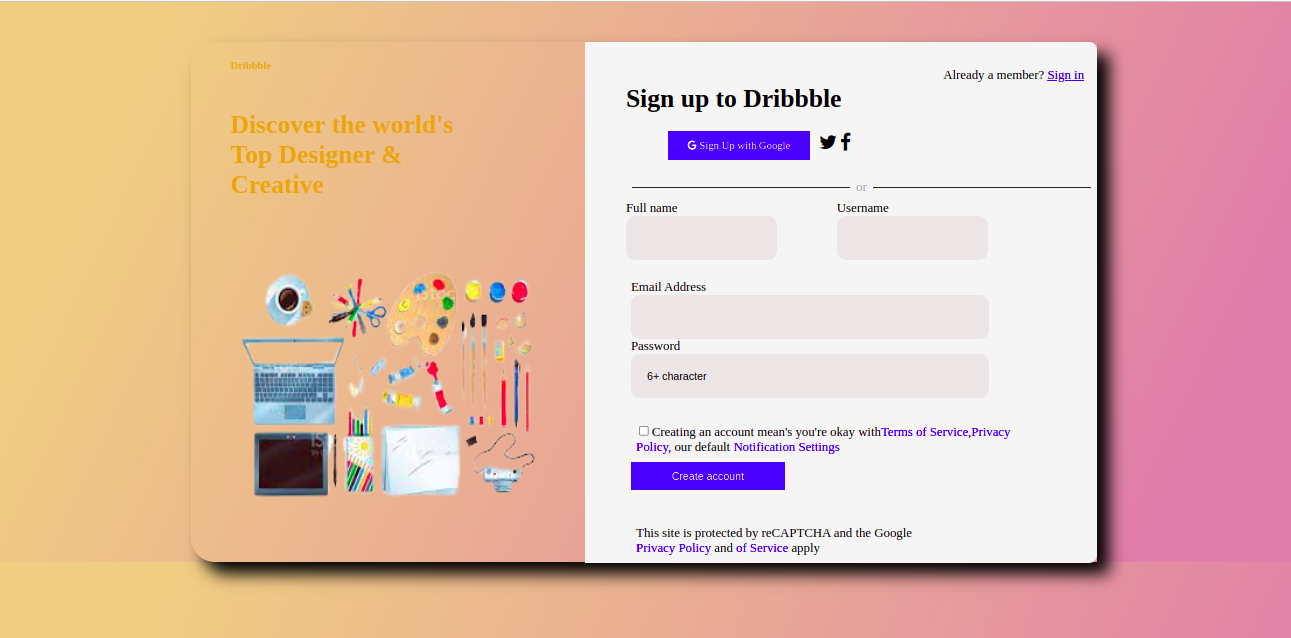 Dribbble
Discover the world's
Top Designer &
Creative
Already a member? Sign in
Sign up to Dribbble
G Sign Up with Google
or
Full name
Username
Email Address
Password
6+ character
Creating an account mean's you're okay withTerms of Service,Privacy
Policy, our default Notification Settings
Create account
This site is protected by reCAPTCHA and the Google
Privacy Policy and of Service apply